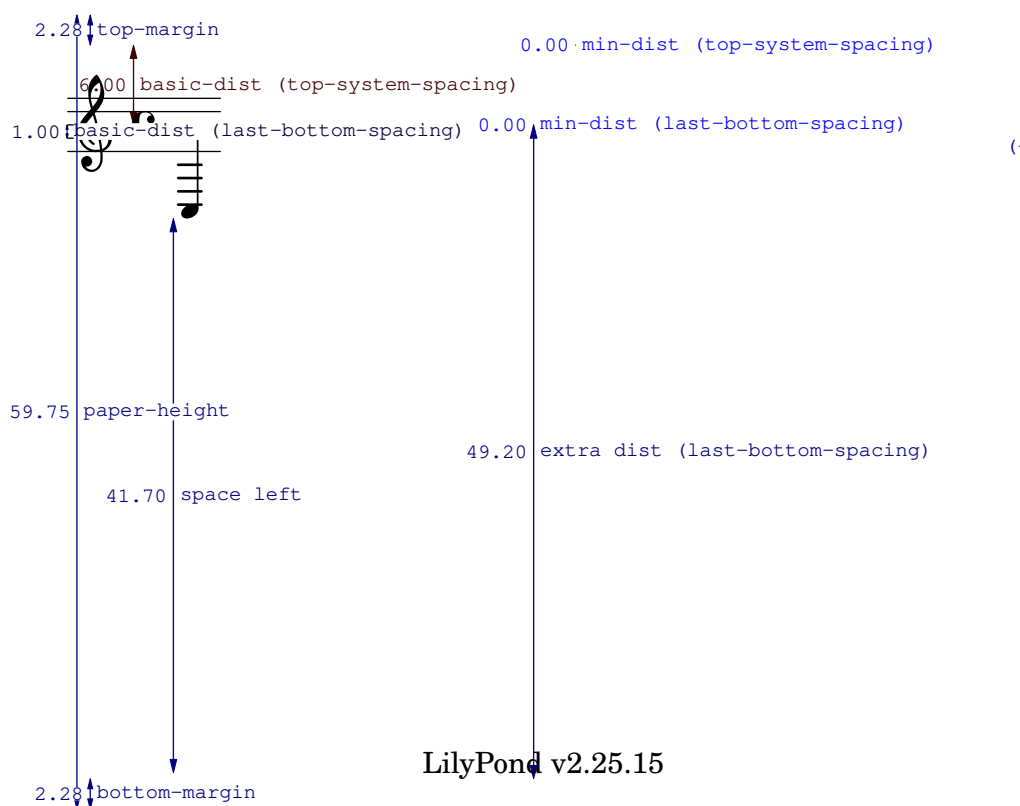 2.28 top-margin
0.00 min-dist (top-system-spacing)
6.00 basic-dist (top-system-spacing)
1.00 basic-dist (last-bottom-spacing)
0.00 min-dist (last-bottom-spacing)
(
59.75 paper-height
49.20 extra dist (last-bottom-spacing)
41.70 space left
LilyPond v2.25.15
2.28 bottom-margin